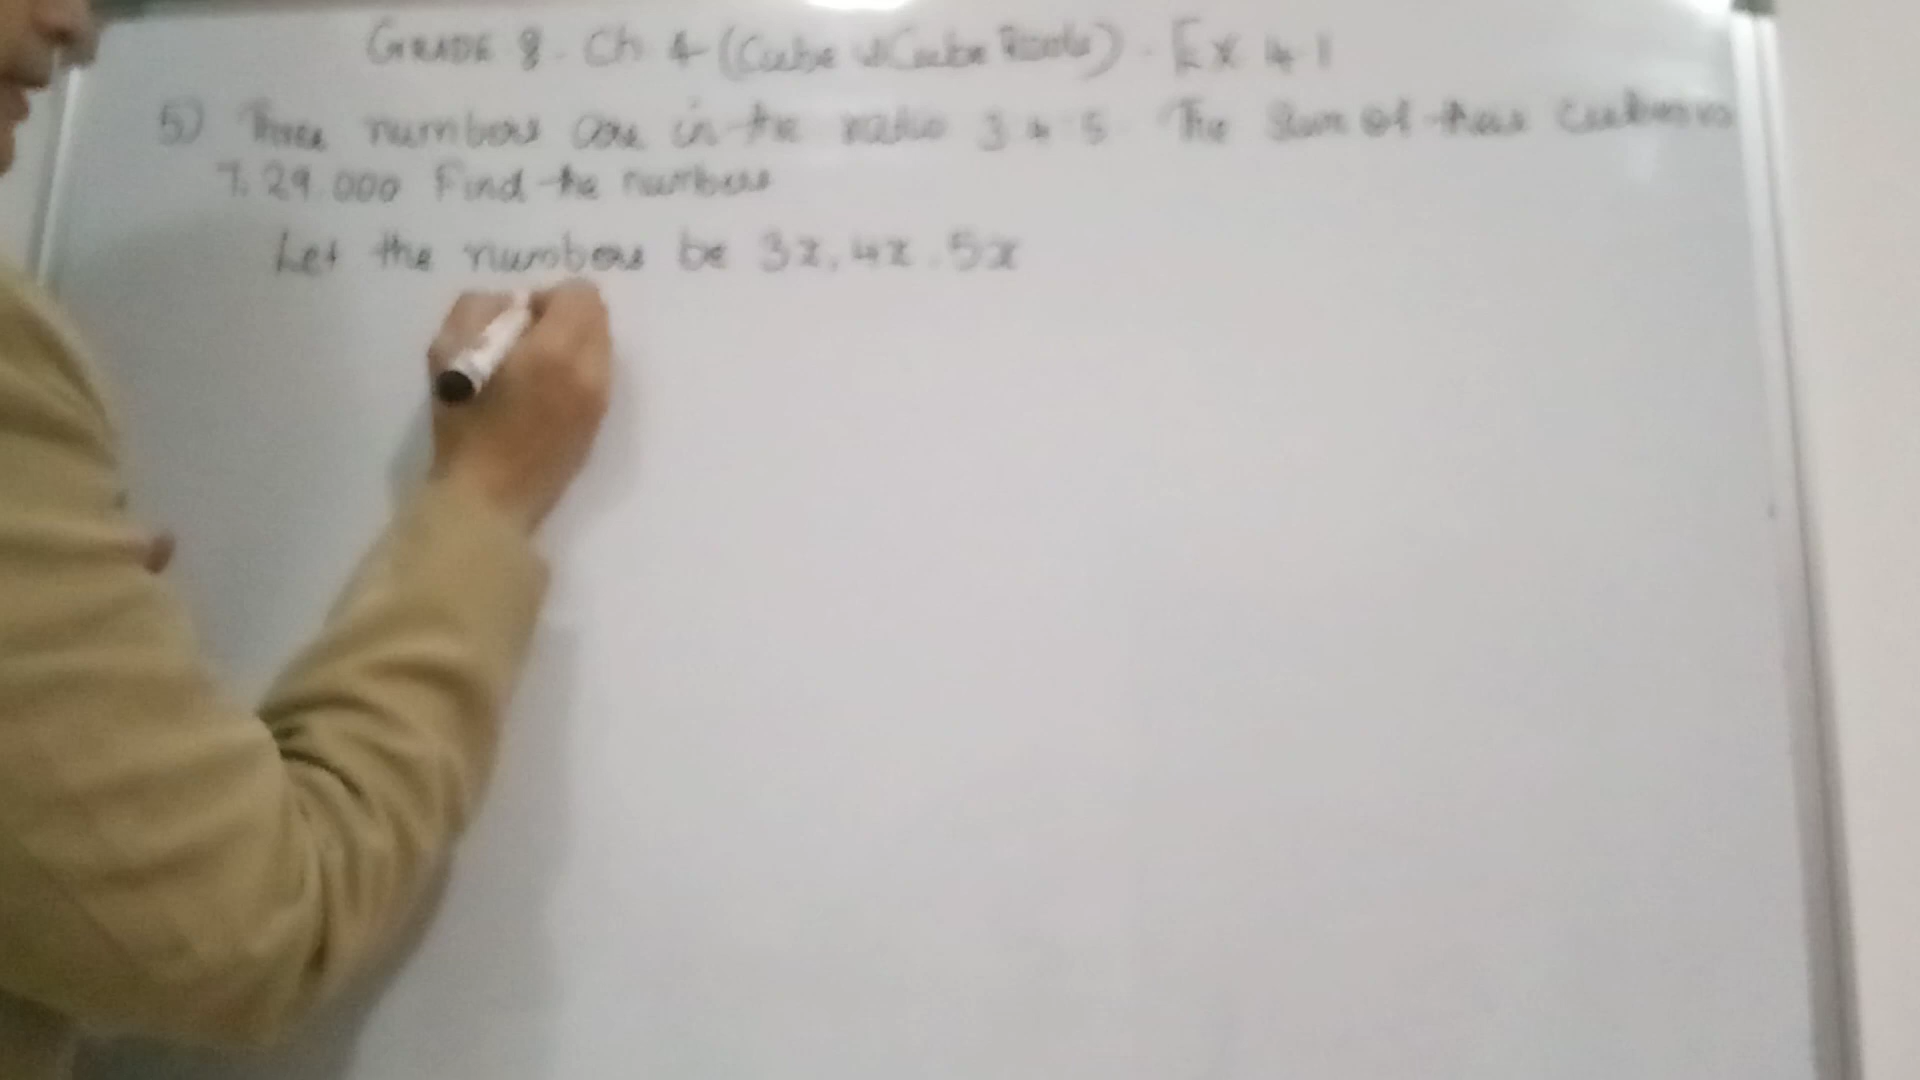 GRADE 8. Ch 4 (Cube & Cube Roots). Ex 4.1
5) Three numbers are in the ratio 3:4:5. The Sum of their Cubes is
7,29,000 Find the numbers
Let the numbers be 3x, 4x, 5x